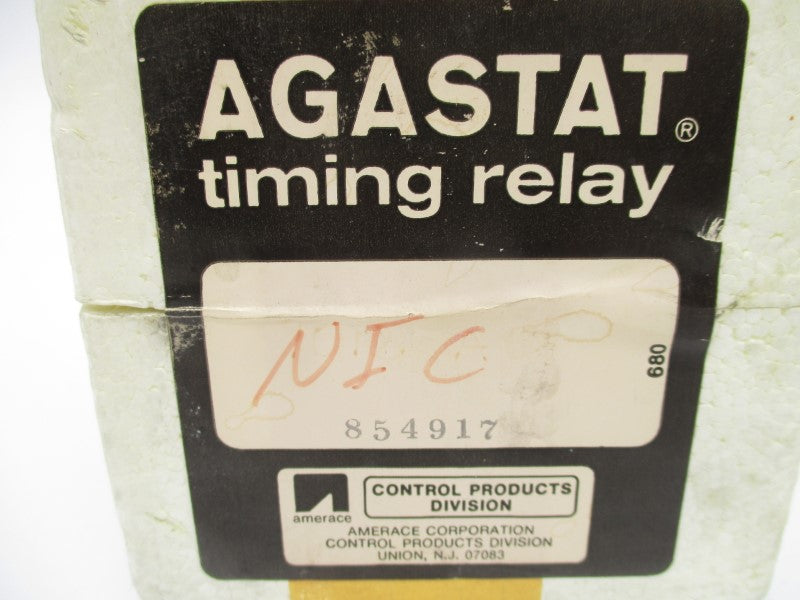 AGASTAT®
timing relay
NIC
680
854917
amerace
CONTROL PRODUCTS
DIVISION
AMERACE CORPORATION
CONTROL PRODUCTS DIVISION
UNION, N.J. 07083